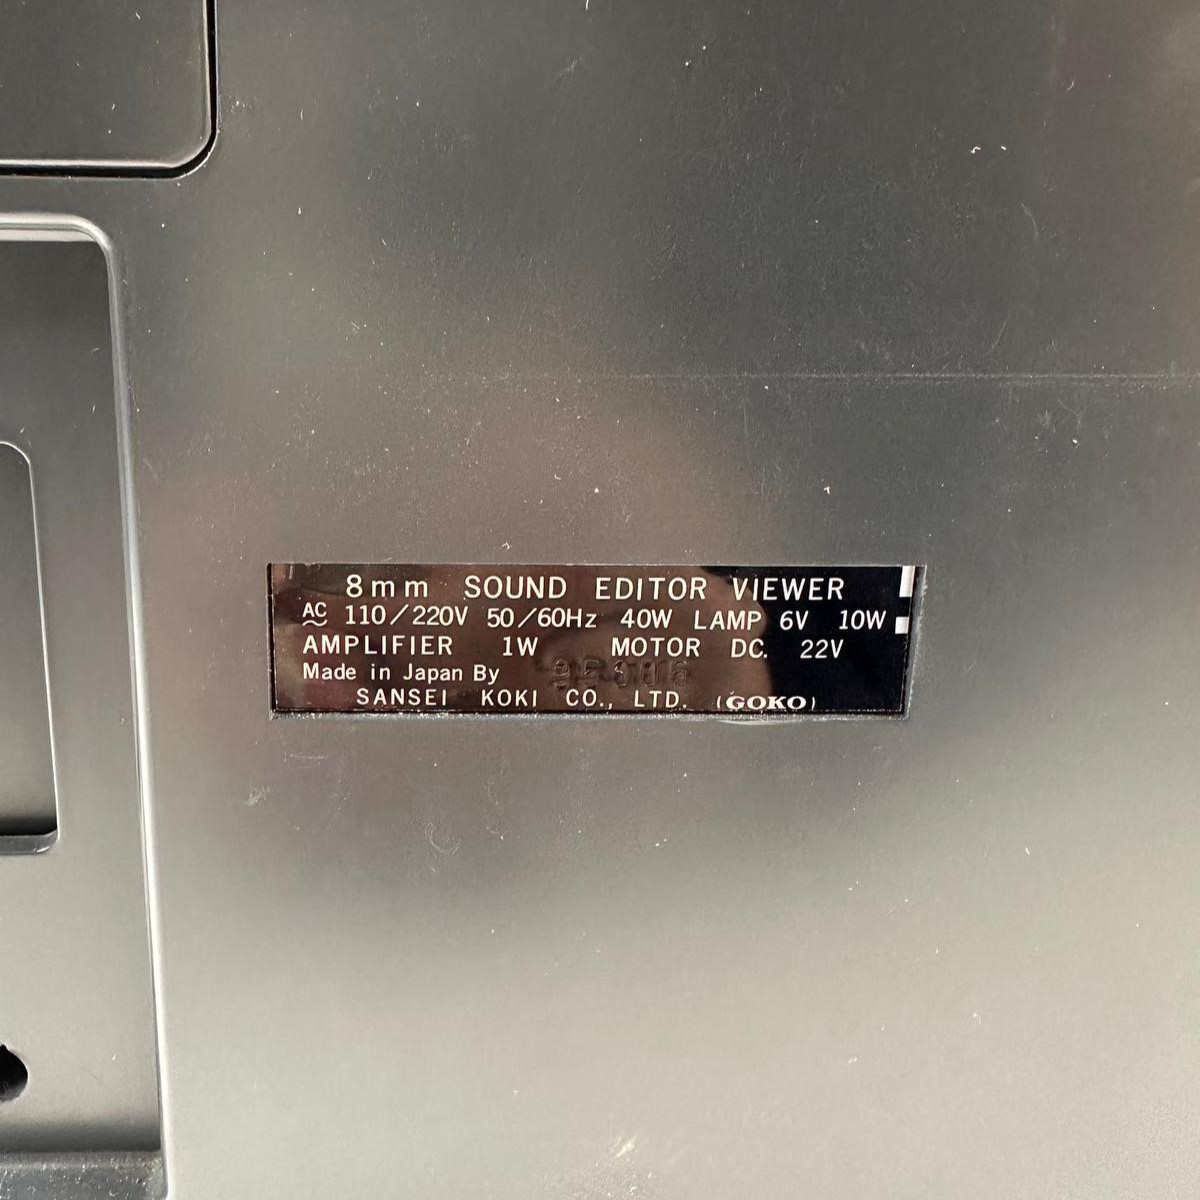 8mm SOUND EDITOR VIEWER
AC 110/220V 50/60Hz 40W LAMP 6V 10W
AMPLIFIER 1W MOTOR DC. 22V
Made in Japan By
SANSEI KOKI CO., LTD. (GOKO)